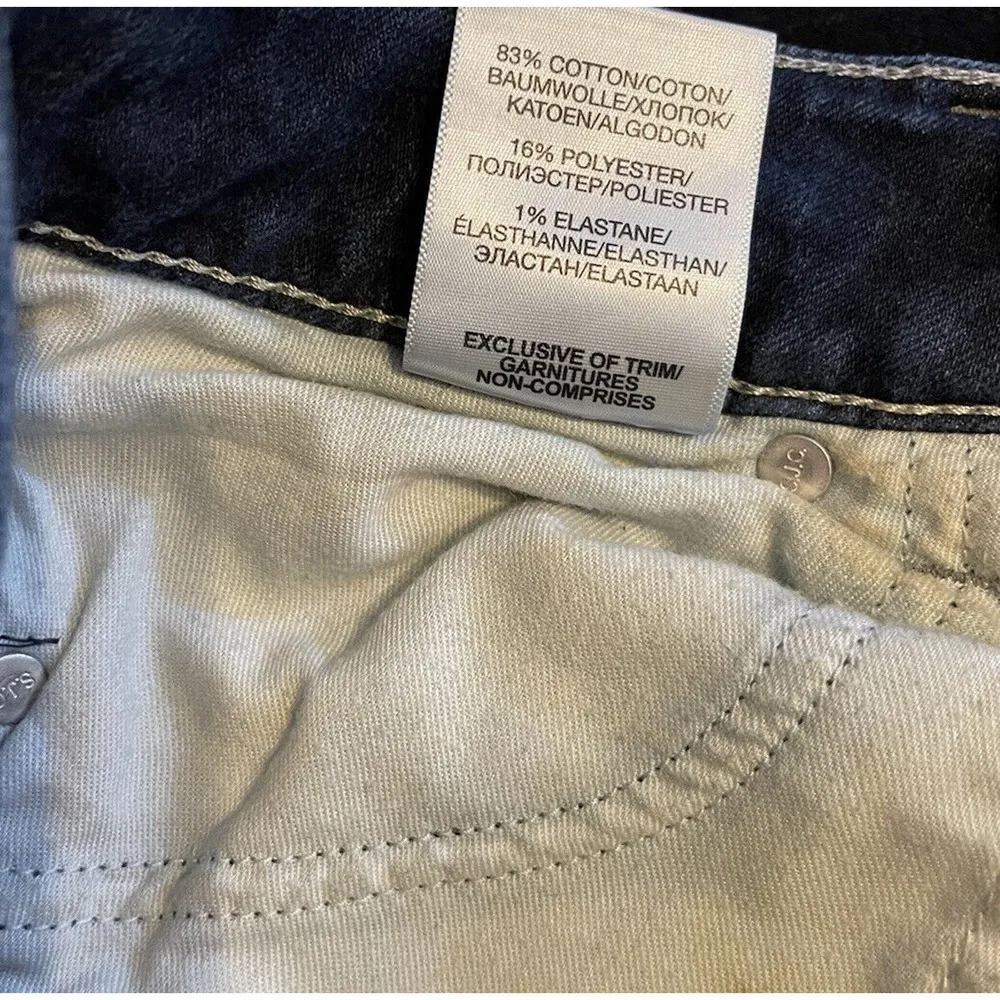 83% COTTON/COTON/
BAUMWOLLE/ХЛОПОК/
KATOEN/ALGODON
16% POLYESTER/
ПОЛИЭСТЕР/POLIESTER
1% ELASTANE/
ÉLASTHANNE/ELASTHAN/
ЭЛАСТАН/ELASTAAN
EXCLUSIVE OF TRIM/
GARNITURES
NON-COMPRISES
S.J.C.
S.J.C.